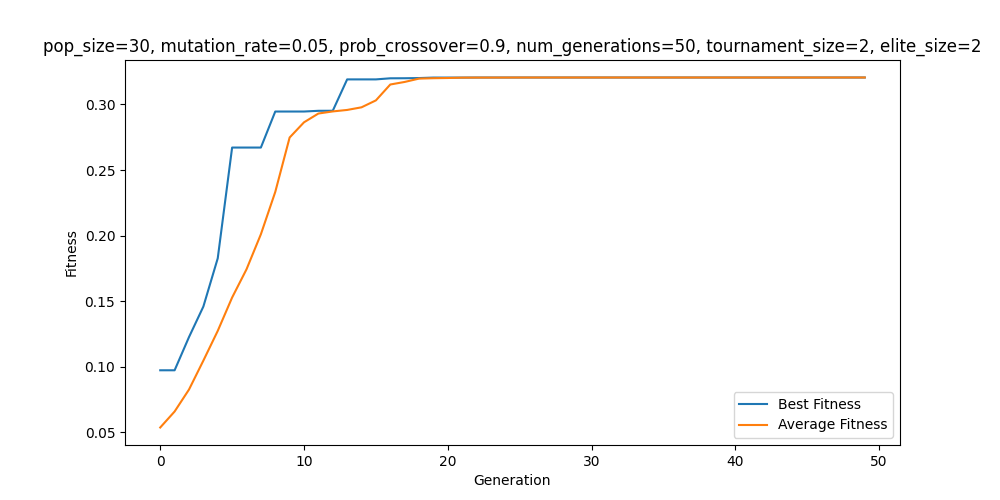 pop_size=30, mutation_rate=0.05, prob_crossover=0.9, num_generations=50, tournament_size=2, elite_size=2
0.30
0.25
0.20
0.15
0.10
0.05
Fitness
Best Fitness
Average Fitness
0 10 20 30 40 50
Generation